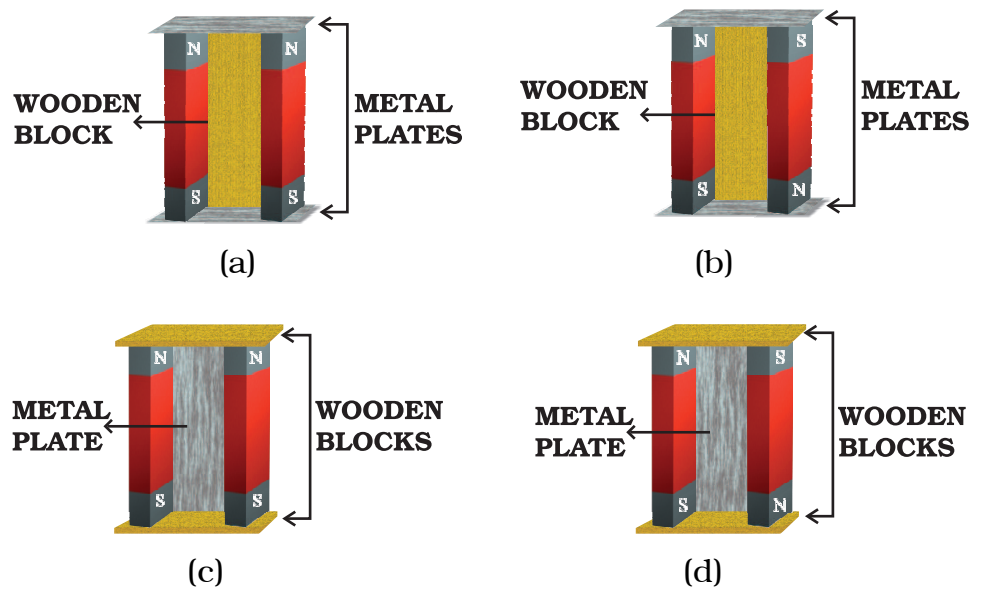 N N
WOODEN
BLOCK
METAL
PLATES
S S
(a)
N S
WOODEN
BLOCK
METAL
PLATES
S N
(b)
N N
METAL
PLATE
WOODEN
BLOCKS
S S
(c)
N S
METAL
PLATE
WOODEN
BLOCKS
S N
(d)